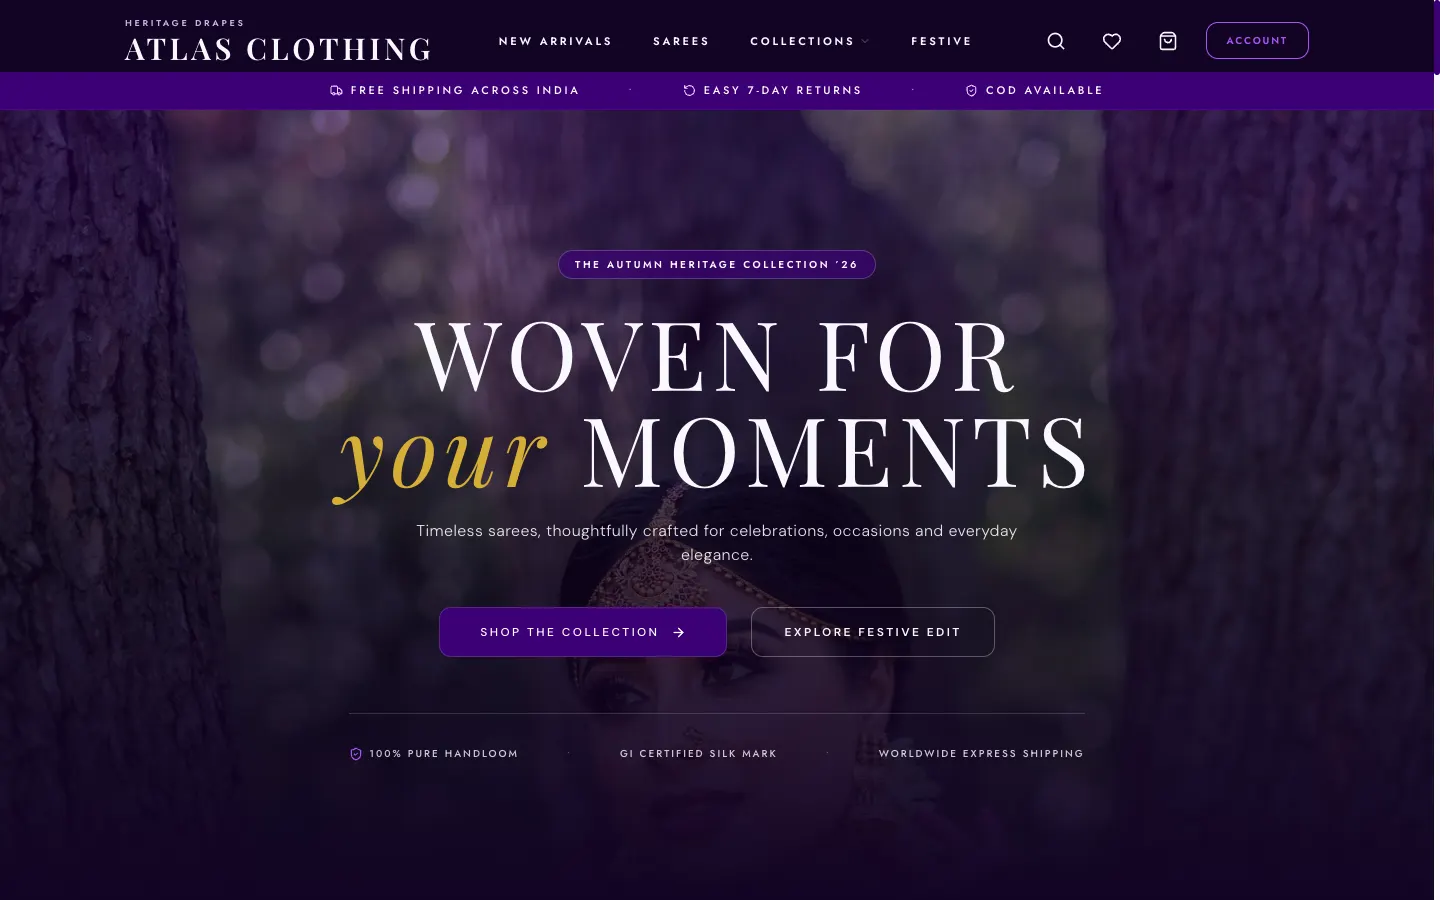 HERITAGE DRAPES
ATLAS CLOTHING
NEW ARRIVALS SAREES COLLECTIONS FESTIVE ACCOUNT
FREE SHIPPING ACROSS INDIA · EASY 7-DAY RETURNS · COD AVAILABLE
THE AUTUMN HERITAGE COLLECTION '26
WOVEN FOR
your MOMENTS
Timeless sarees, thoughtfully crafted for celebrations, occasions and everyday
elegance.
SHOP THE COLLECTION → EXPLORE FESTIVE EDIT
100% PURE HANDLOOM · GI CERTIFIED SILK MARK · WORLDWIDE EXPRESS SHIPPING